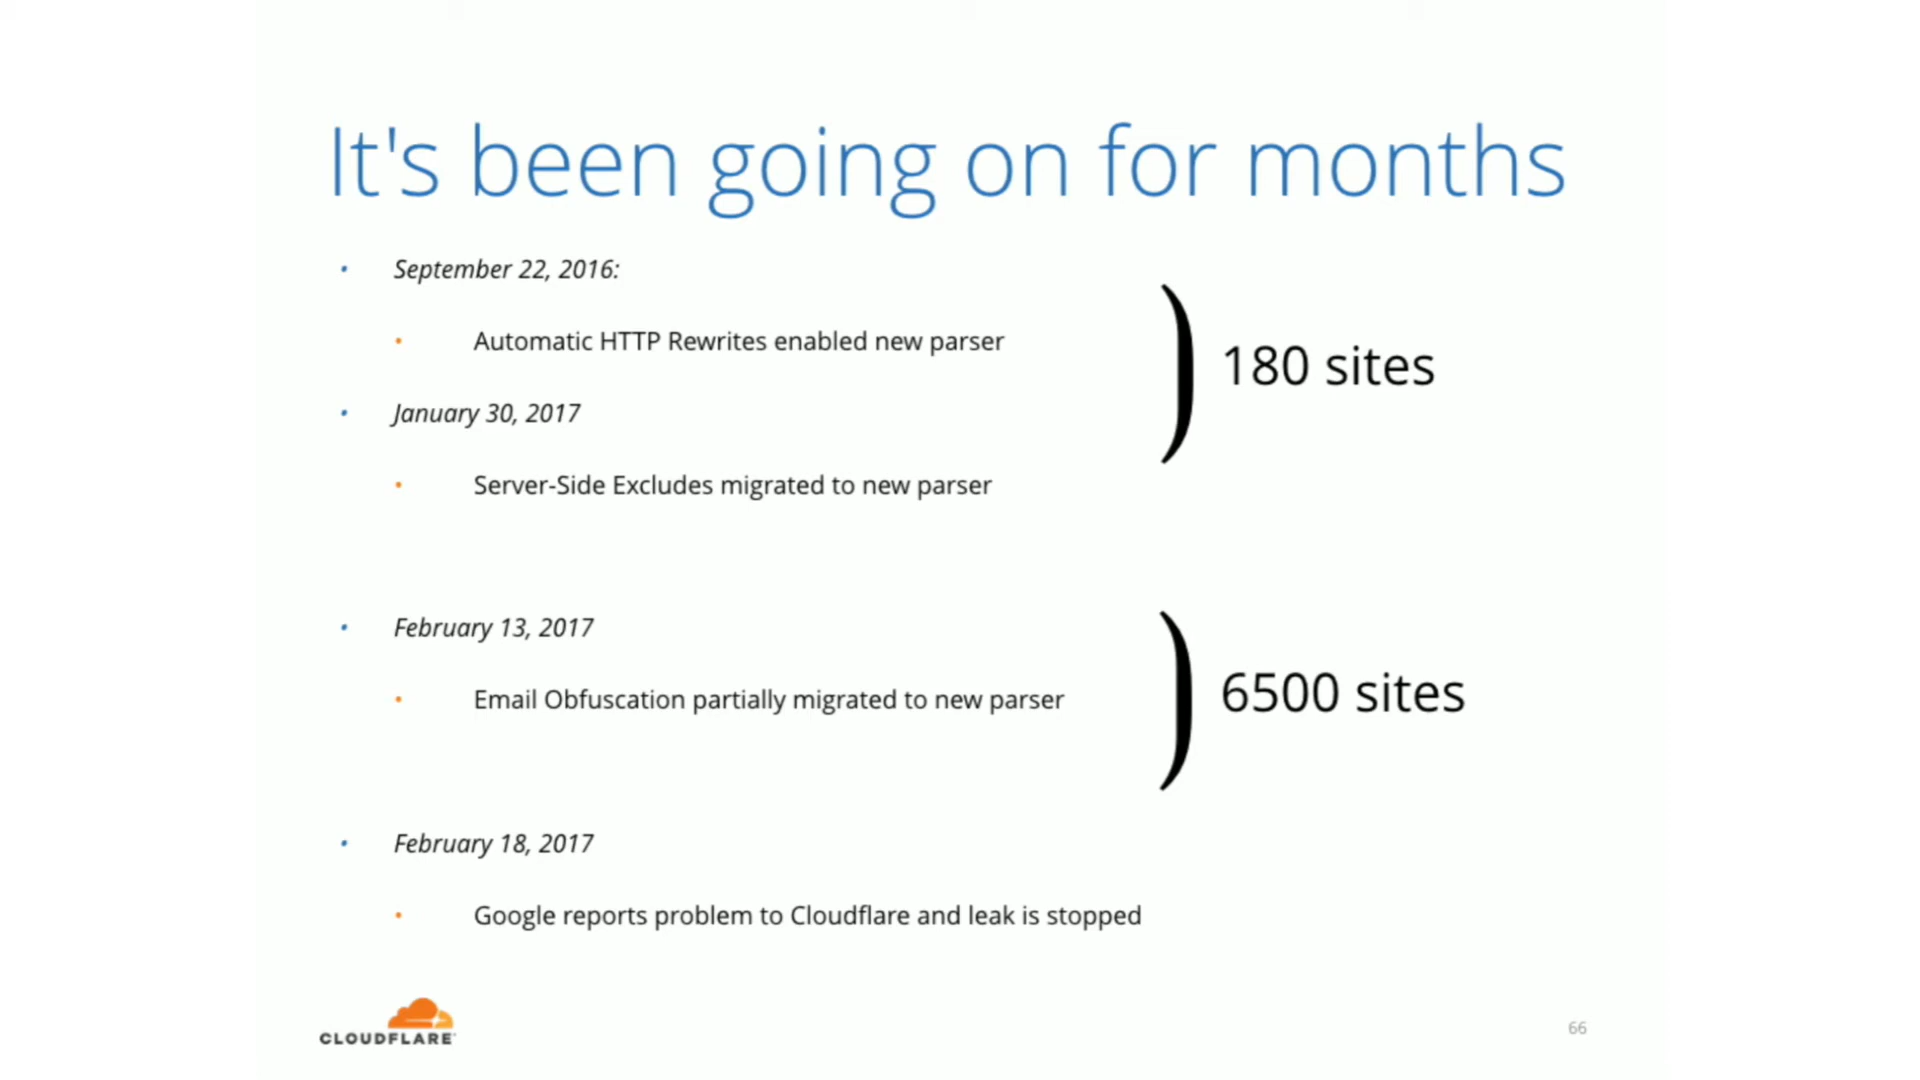 It's been going on for months
• September 22, 2016:
• Automatic HTTP Rewrites enabled new parser
• January 30, 2017
• Server-Side Excludes migrated to new parser
) 180 sites
• February 13, 2017
• Email Obfuscation partially migrated to new parser
) 6500 sites
• February 18, 2017
• Google reports problem to Cloudflare and leak is stopped
CLOUDFLARE
66